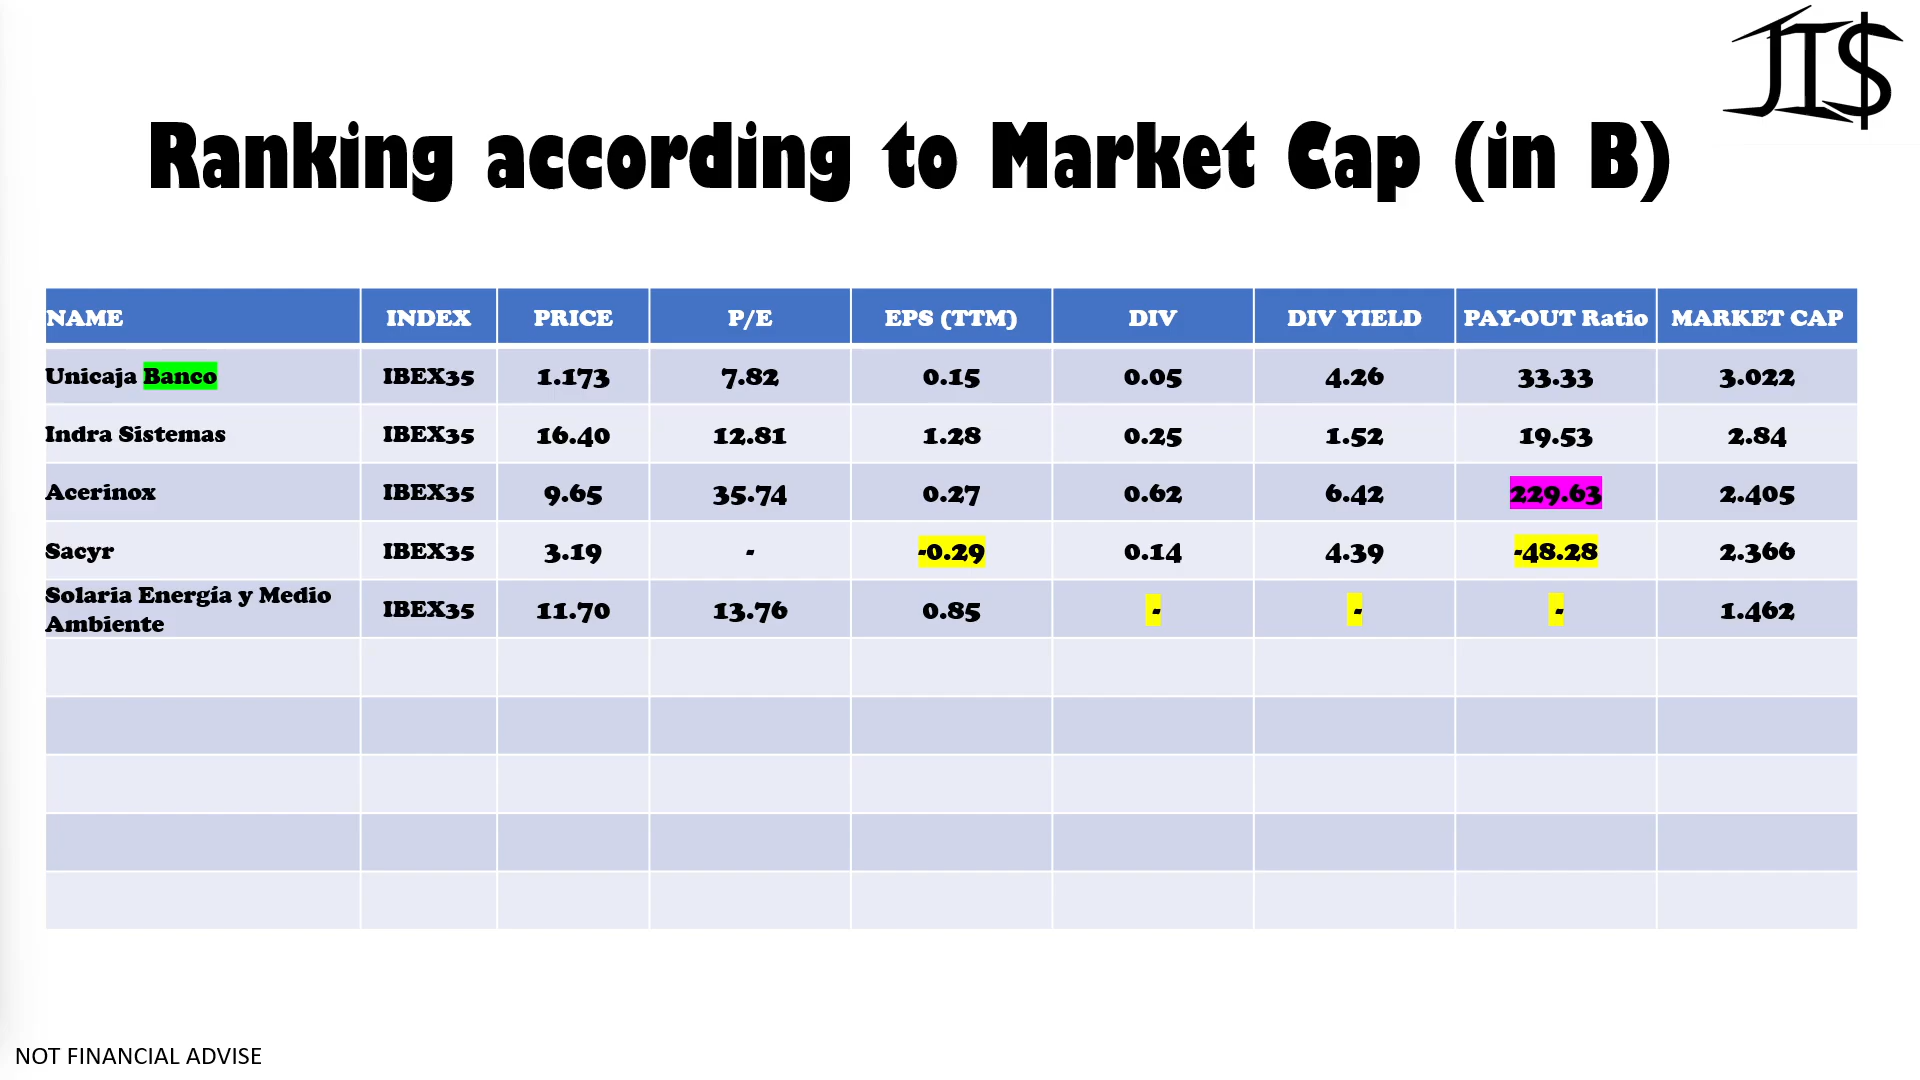 JI$
Ranking according to Market Cap (in B)
NAME INDEX PRICE P/E EPS (TTM) DIV DIV YIELD PAY-OUT Ratio MARKET CAP
Unicaja Banco IBEX35 1.173 7.82 0.15 0.05 4.26 33.33 3.022
Indra Sistemas IBEX35 16.40 12.81 1.28 0.25 1.52 19.53 2.84
Acerinox IBEX35 9.65 35.74 0.27 0.62 6.42 229.63 2.405
Sacyr IBEX35 3.19 - -0.29 0.14 4.39 -48.28 2.366
Solaria Energía y Medio
Ambiente IBEX35 11.70 13.76 0.85 - - - 1.462
NOT FINANCIAL ADVISE